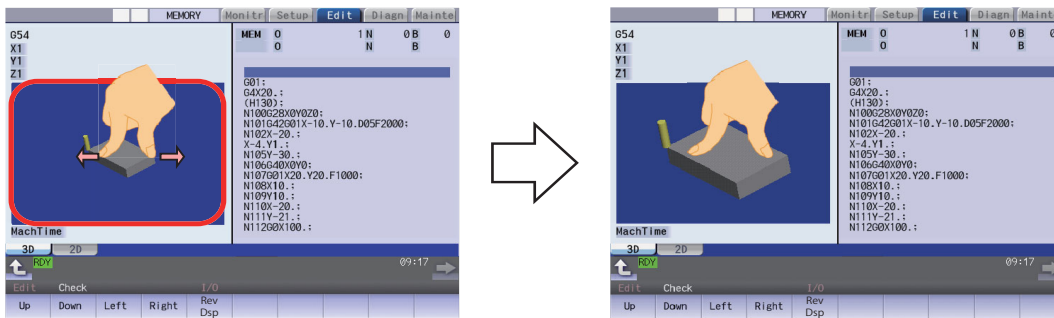 MEMORY Monitr Setup Edit Diagn Mainte
G54
X1
Y1
Z1
MEM O 1 N 0 B 0
O N B
G01;
G4X20.;
(H130);
N100G28X0Y0Z0;
N101G42G01X-10.Y-10.D05F2000;
N102X-20.;
X-4.Y1.;
N105Y-30.;
N106G40X0Y0;
N107G01X20.Y20.F1000;
N108X10.;
N109Y10.;
N110X-20.;
N111Y-21.;
N112G0X100.;
MachTime
3D 2D
RDY 09:17
Edit Check I/O
Up Down Left Right Rev Dsp
MEMORY Monitr Setup Edit Diagn Maint
G54
X1
Y1
Z1
MEM O 1 N 0 B 0
O N B
G01;
G4X20.;
(H130);
N100G28X0Y0Z0;
N101G42G01X-10.Y-10.D05F2000;
N102X-20.;
X-4.Y1.;
N105Y-30.;
N106G40X0Y0;
N107G01X20.Y20.F1000;
N108X10.;
N109Y10.;
N110X-20.;
N111Y-21.;
N112G0X100.;
MachTime
3D 2D
RDY 09:17
Edit Check I/O
Up Down Left Right Rev Dsp